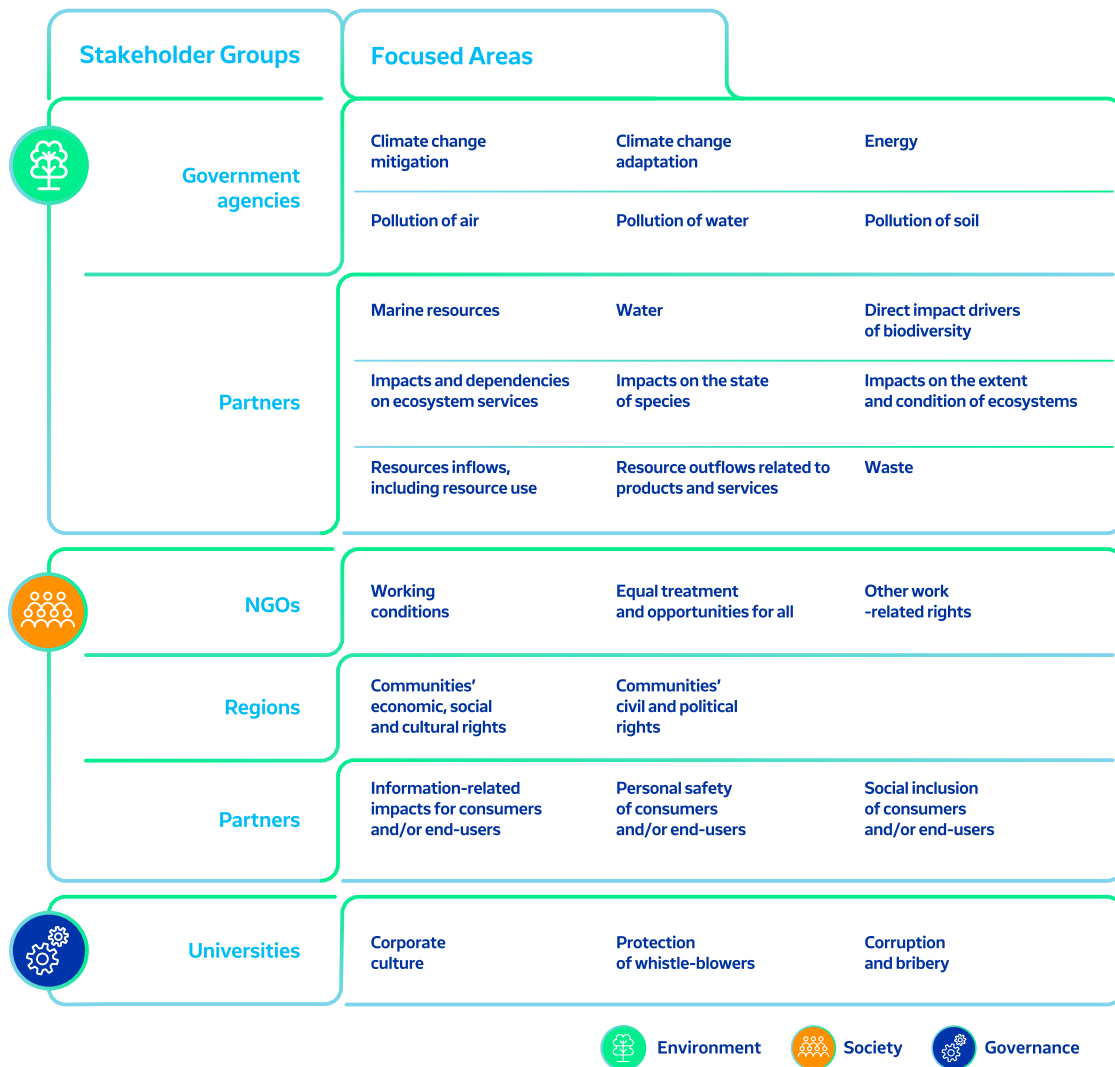 Stakeholder Groups
Focused Areas
Government
agencies
Climate change
mitigation
Climate change
adaptation
Energy
Pollution of air
Pollution of water
Pollution of soil
Partners
Marine resources
Water
Direct impact drivers
of biodiversity
Impacts and dependencies
on ecosystem services
Impacts on the state
of species
Impacts on the extent
and condition of ecosystems
Resources inflows,
including resource use
Resource outflows related to
products and services
Waste
NGOs
Working
conditions
Equal treatment
and opportunities for all
Other work
-related rights
Regions
Communities’
economic, social
and cultural rights
Communities’
civil and political
rights
Partners
Information-related
impacts for consumers
and/or end-users
Personal safety
of consumers
and/or end-users
Social inclusion
of consumers
and/or end-users
Universities
Corporate
culture
Protection
of whistle-blowers
Corruption
and bribery
Environment
Society
Governance